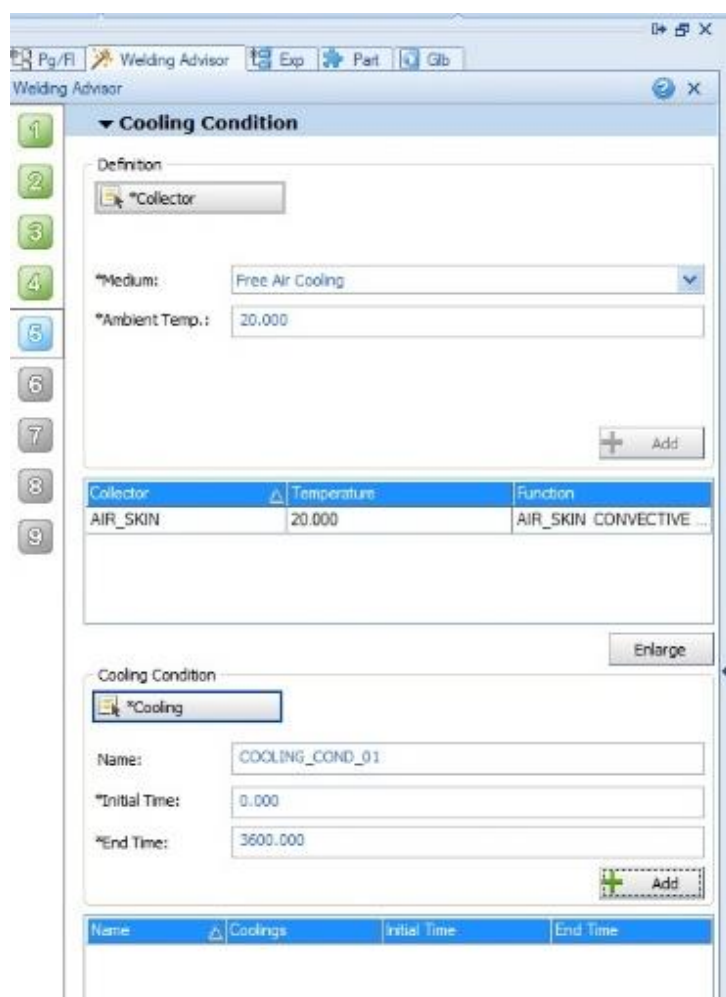 Pg/Fl Welding Advisor Exp Part Glb
Welding Advisor
1
Cooling Condition
Definition
2
*Collector
3
4
*Medium: Free Air Cooling
*Ambient Temp.: 20.000
5
6
7
Add
8
Collector Temperature Function
AIR_SKIN 20.000 AIR_SKIN CONVECTIVE ...
9
Enlarge
Cooling Condition
*Cooling
Name: COOLING_COND_01
*Initial Time: 0.000
*End Time: 3600.000
Add
Name Coolings Initial Time End Time